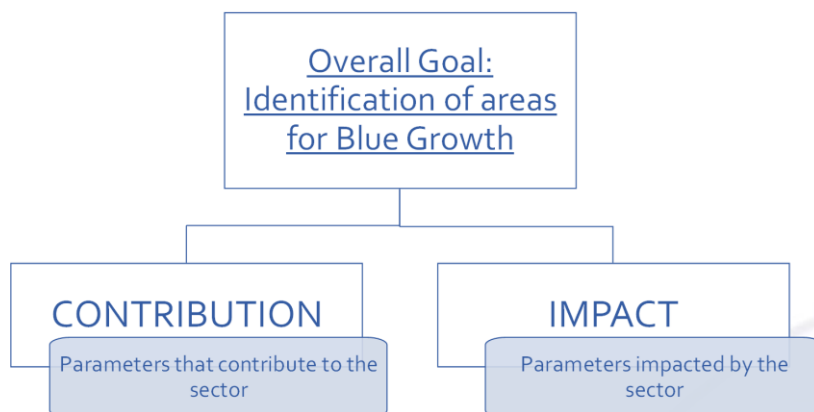 Overall Goal:
Identification of areas
for Blue Growth
CONTRIBUTION
Parameters that contribute to the
sector
IMPACT
Parameters impacted by the
sector